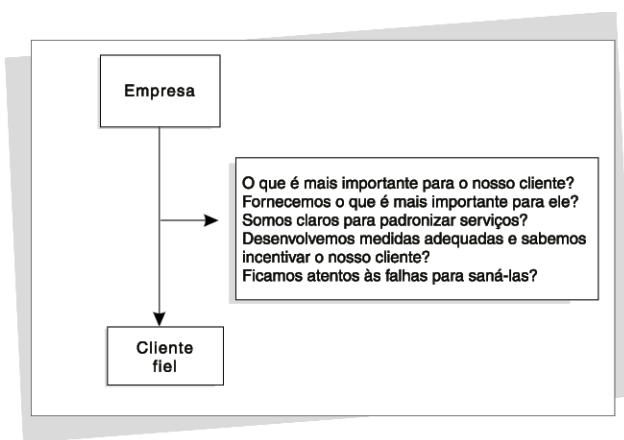 Empresa
O que é mais importante para o nosso cliente?
Fornecemos o que é mais importante para ele?
Somos claros para padronizar serviços?
Desenvolvemos medidas adequadas e sabemos
incentivar o nosso cliente?
Ficamos atentos às falhas para saná-las?
Cliente
fiel